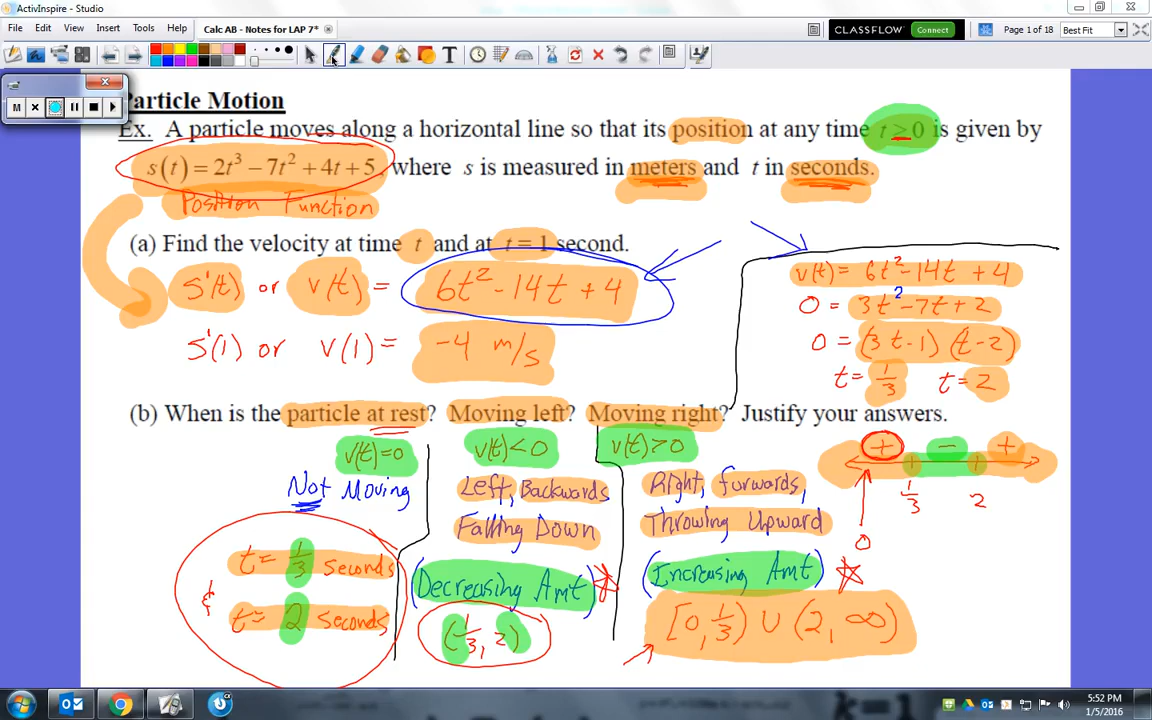 ActivInspire - Studio
File Edit View Insert Tools Help Calc AB - Notes for LAP 7* CLASSFLOW Connect Page 1 of 18 Best Fit
M
Particle Motion
Ex. A particle moves along a horizontal line so that its position at any time t ≥ 0 is given by
s(t) = 2t³ − 7t² + 4t + 5, where s is measured in meters and t in seconds.
Position Function
(a) Find the velocity at time t and at t = 1 second.
s'(t) or v(t) = 6t² - 14t + 4
s'(1) or v(1) = -4 m/s
v(t) = 6t² - 14t + 4
0 = 3t² - 7t + 2
0 = (3t - 1)(t - 2)
t = 1/3 t = 2
(b) When is the particle at rest? Moving left? Moving right? Justify your answers.
v(t) = 0
Not Moving
t = 1/3 seconds
&
t = 2 seconds
v(t) < 0
Left, Backwards
Falling Down
(Decreasing Amt)
(1/3, 2)
v(t) > 0
Right, forwards,
Throwing Upward
(Increasing Amt)
[0, 1/3) ∪ (2, ∞)
+ − +
1/3 2
0
5:52 PM
1/5/2016